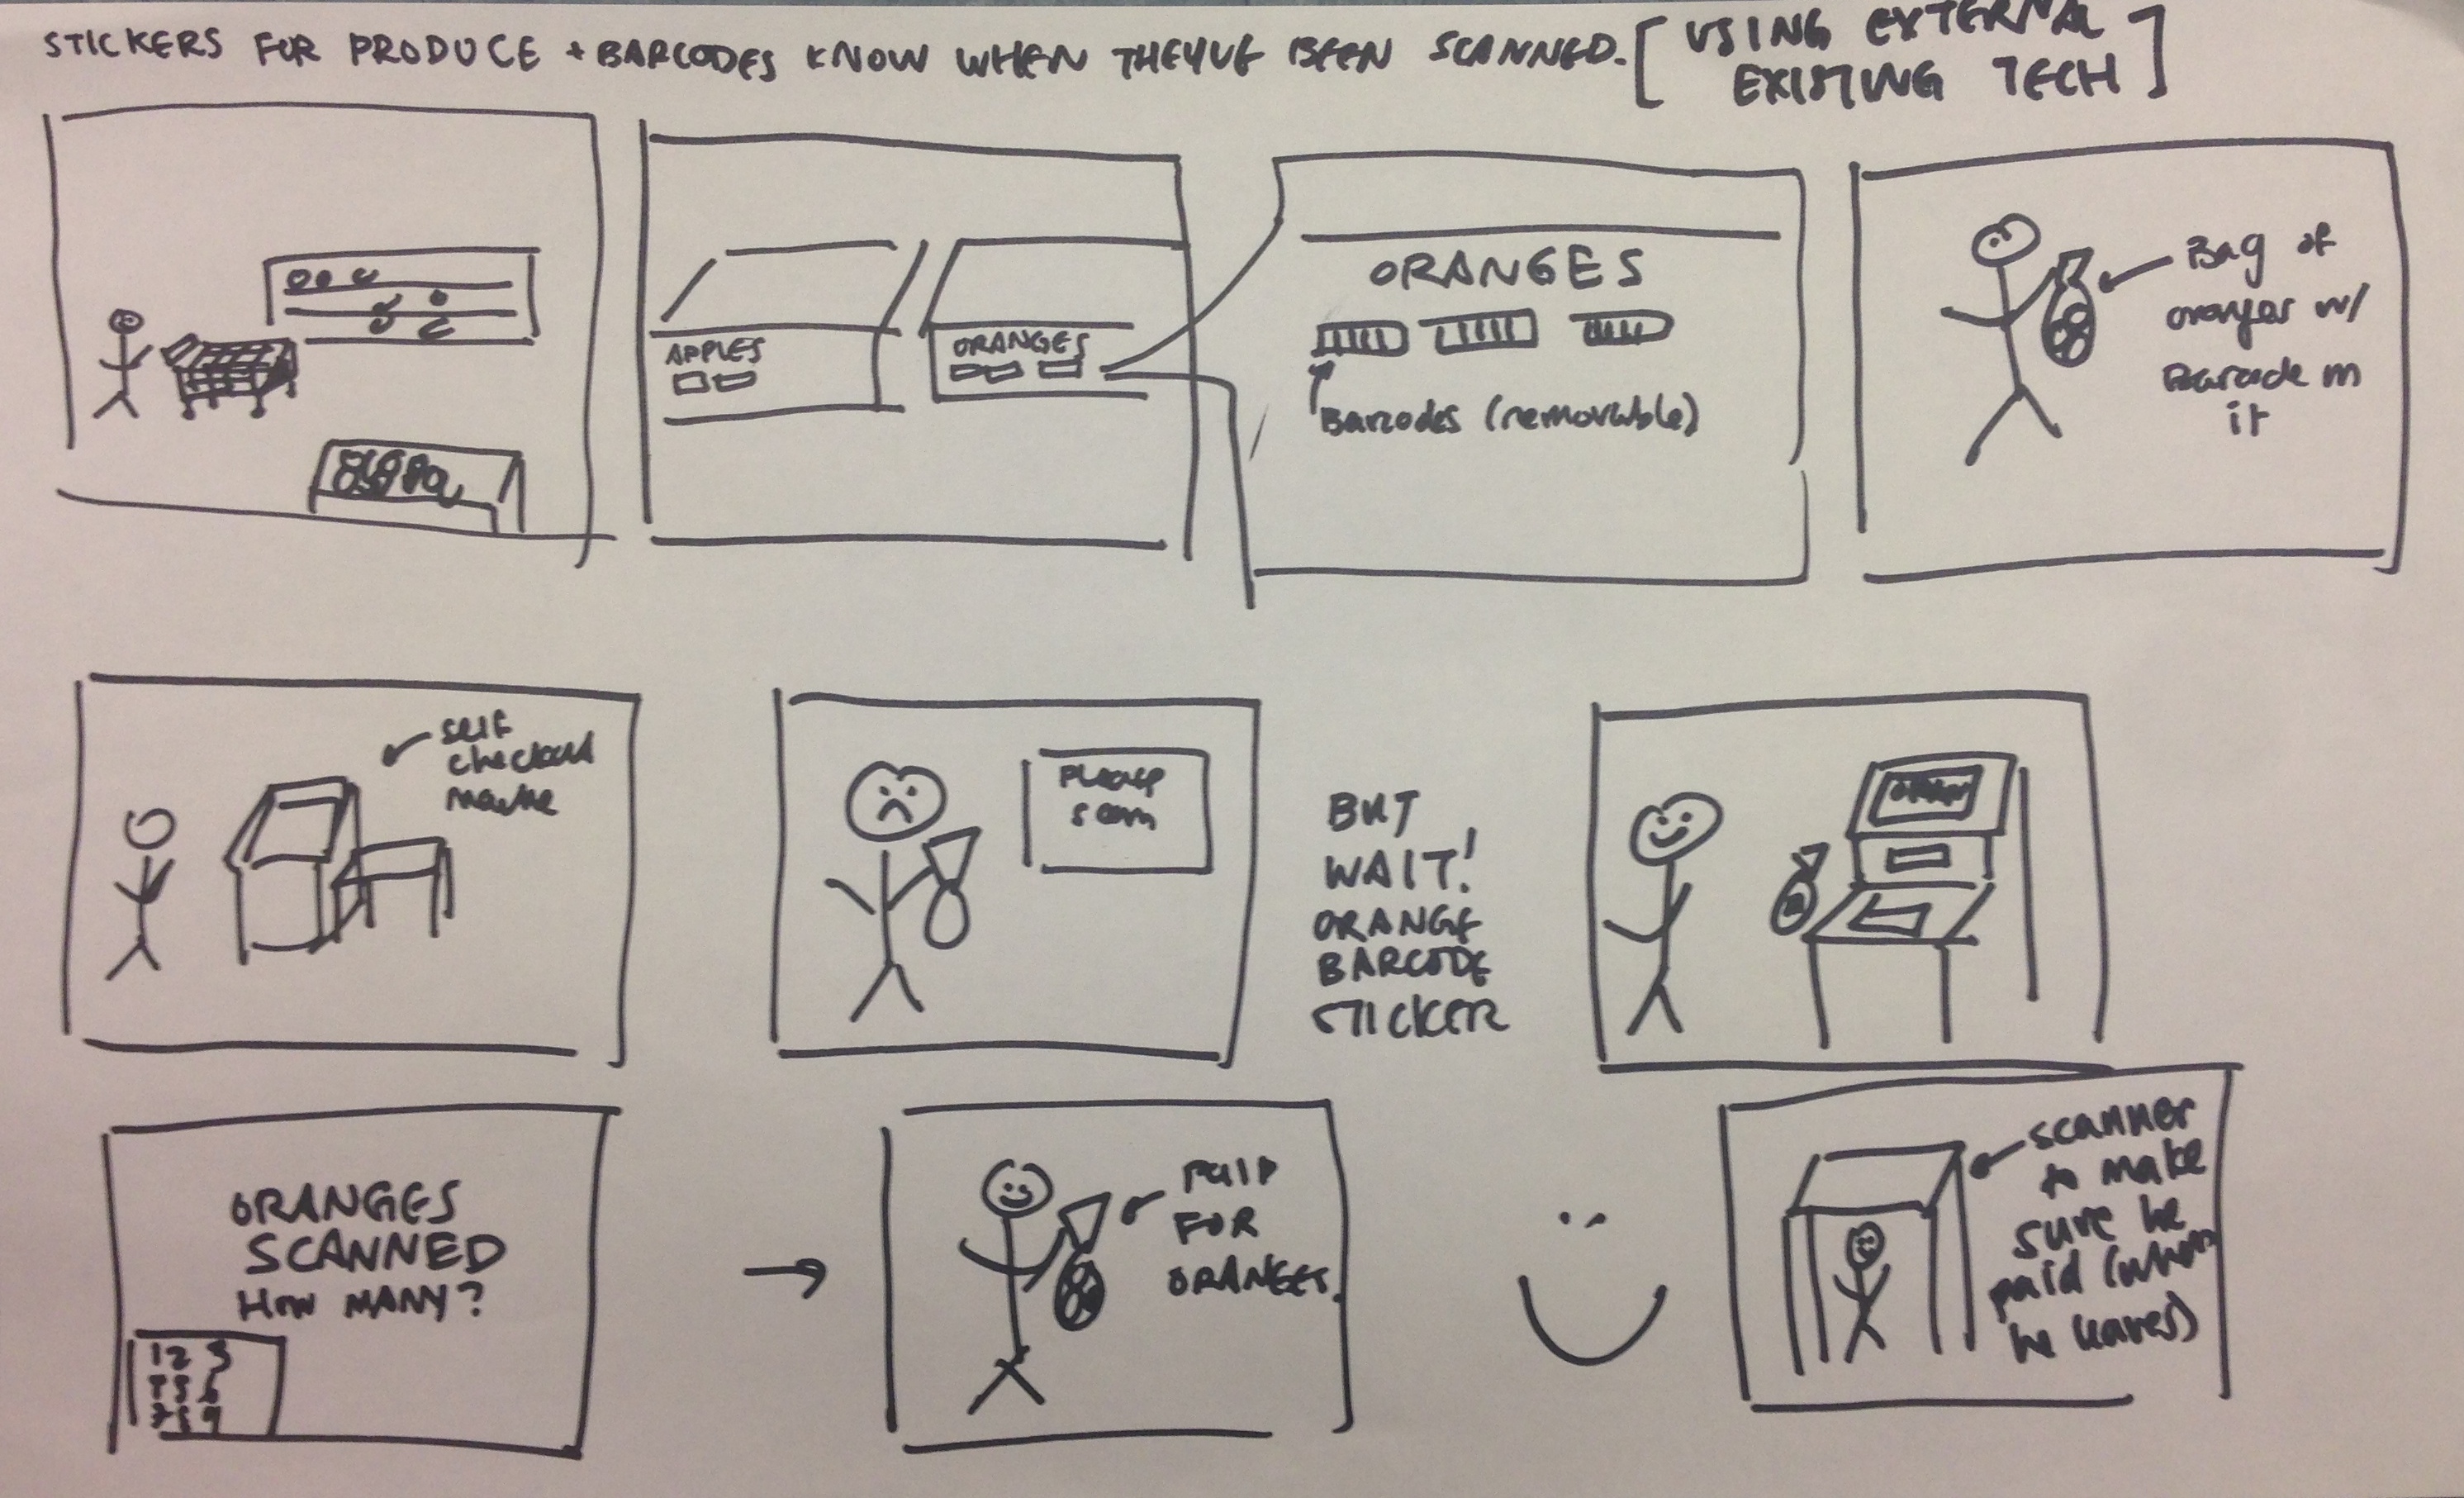 STICKERS FOR PRODUCE + BARCODES KNOW WHEN THEYVE BEEN SCANNED. [USING EXTERNAL
EXISTING TECH]
APPLES
ORANGES
ORANGES
Barcodes (removable)
Bag of
oranges w/
Barcode on
it
self
checkout
machine
Please
scan
BUT
WAIT!
ORANGE
BARCODE
STICKER
ORANGES
SCANNED
HOW MANY?
1 2 3
4 5 6
7 8 9
PAID
FOR
ORANGES.
scanner
to make
sure he
paid (when
he leaves)